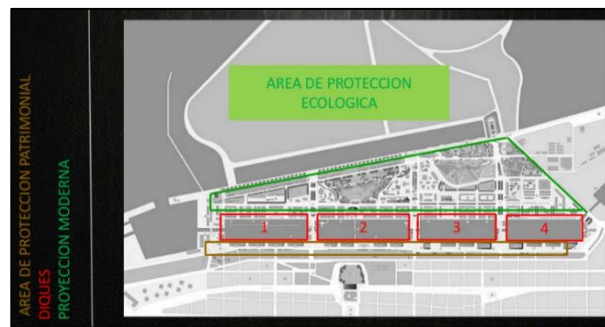 AREA DE PROTECCION PATRIMONIAL
DIQUES
PROYECCION MODERNA
AREA DE PROTECCION
ECOLOGICA
1
2
3
4